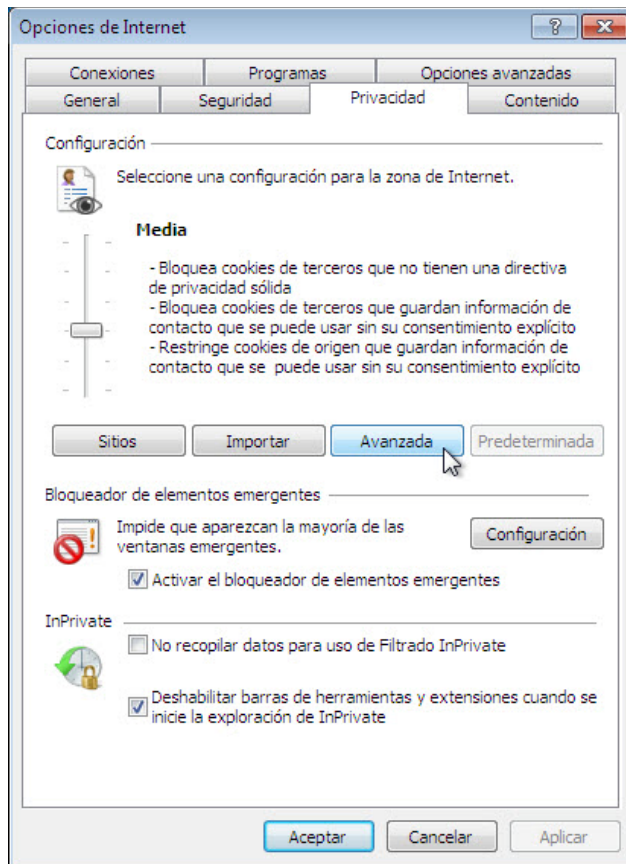 Opciones de Internet
?
Conexiones
Programas
Opciones avanzadas
General
Seguridad
Privacidad
Contenido
Configuración
Seleccione una configuración para la zona de Internet.
Media
- Bloquea cookies de terceros que no tienen una directiva
de privacidad sólida
- Bloquea cookies de terceros que guardan información de
contacto que se puede usar sin su consentimiento explícito
- Restringe cookies de origen que guardan información de
contacto que se puede usar sin su consentimiento explícito
Sitios
Importar
Avanzada
Predeterminada
Bloqueador de elementos emergentes
Impide que aparezcan la mayoría de las
ventanas emergentes.
Configuración
Activar el bloqueador de elementos emergentes
InPrivate
No recopilar datos para uso de Filtrado InPrivate
Deshabilitar barras de herramientas y extensiones cuando se
inicie la exploración de InPrivate
Aceptar
Cancelar
Aplicar